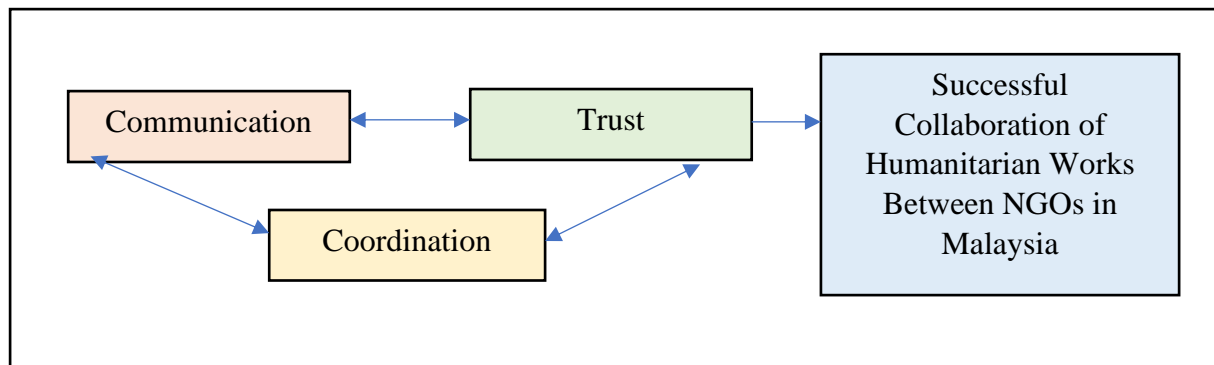 Communication
Trust
Coordination
Successful
Collaboration of
Humanitarian Works
Between NGOs in
Malaysia